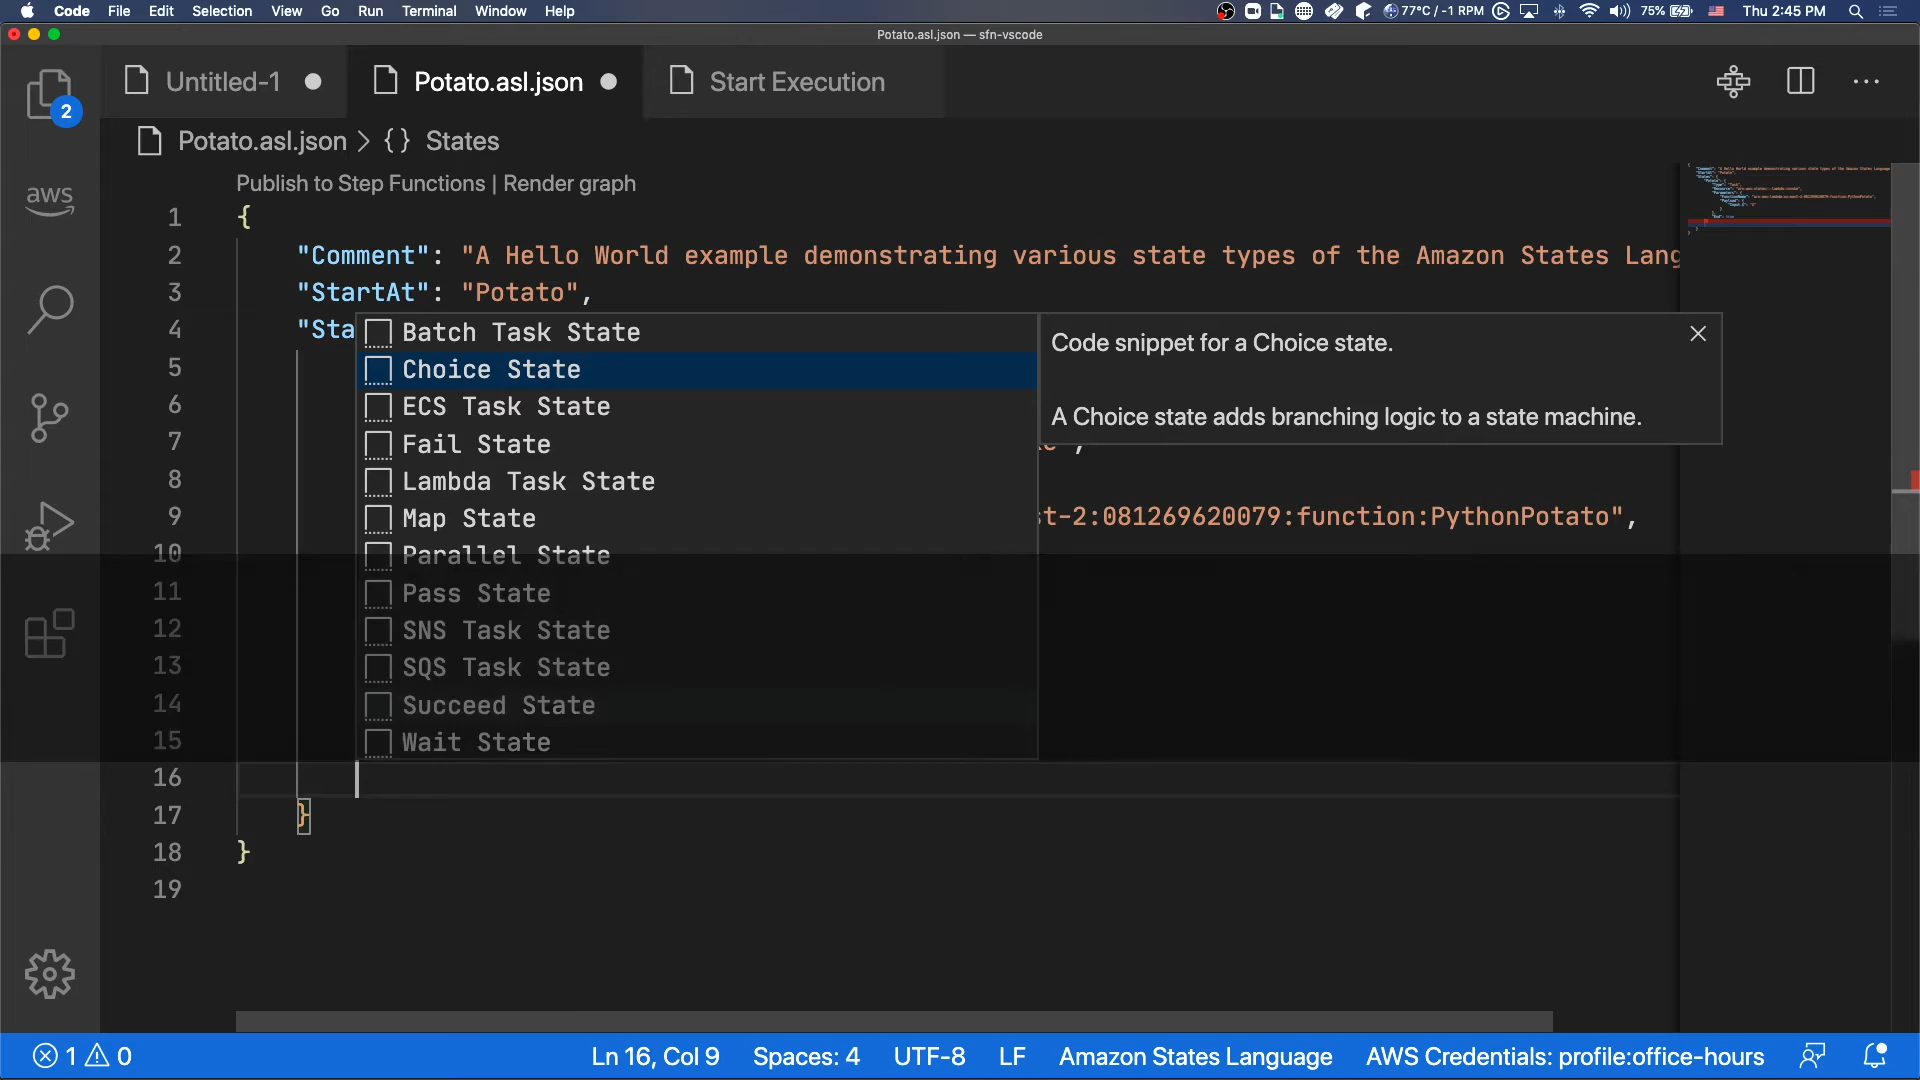 Code File Edit Selection View Go Run Terminal Window Help 77°C / -1 RPM 75% Thu 2:45 PM
Potato.asl.json — sfn-vscode
Untitled-1 Potato.asl.json Start Execution
2
Potato.asl.json > {} States
aws
Publish to Step Functions | Render graph
1 {
2 "Comment": "A Hello World example demonstrating various state types of the Amazon States Lang
3 "StartAt": "Potato",
4 "Sta
5
6
7
8
9 st-2:081269620079:function:PythonPotato",
10
11
12
13
14
15
16
17 }
18 }
19
Batch Task State
Choice State
ECS Task State
Fail State
Lambda Task State
Map State
Parallel State
Pass State
SNS Task State
SQS Task State
Succeed State
Wait State
Code snippet for a Choice state.
A Choice state adds branching logic to a state machine.
1 0 Ln 16, Col 9 Spaces: 4 UTF-8 LF Amazon States Language AWS Credentials: profile:office-hours